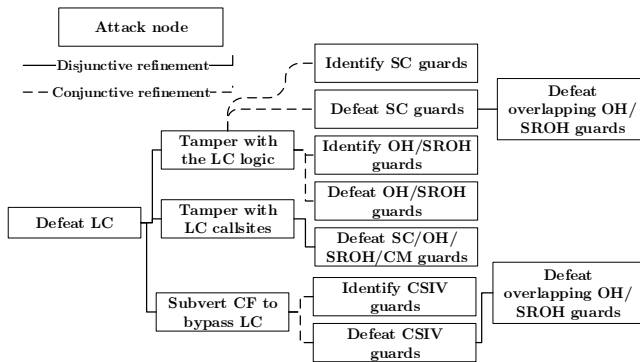 Attack node
Disjunctive refinement
Conjunctive refinement
Identify SC guards
Defeat SC guards
Defeat
overlapping OH/
SROH guards
Tamper with
the LC logic
Identify OH/SROH
guards
Defeat OH/SROH
guards
Defeat LC
Tamper with
LC callsites
Defeat SC/OH/
SROH/CM guards
Subvert CF to
bypass LC
Identify CSIV
guards
Defeat CSIV
guards
Defeat
overlapping OH/
SROH guards